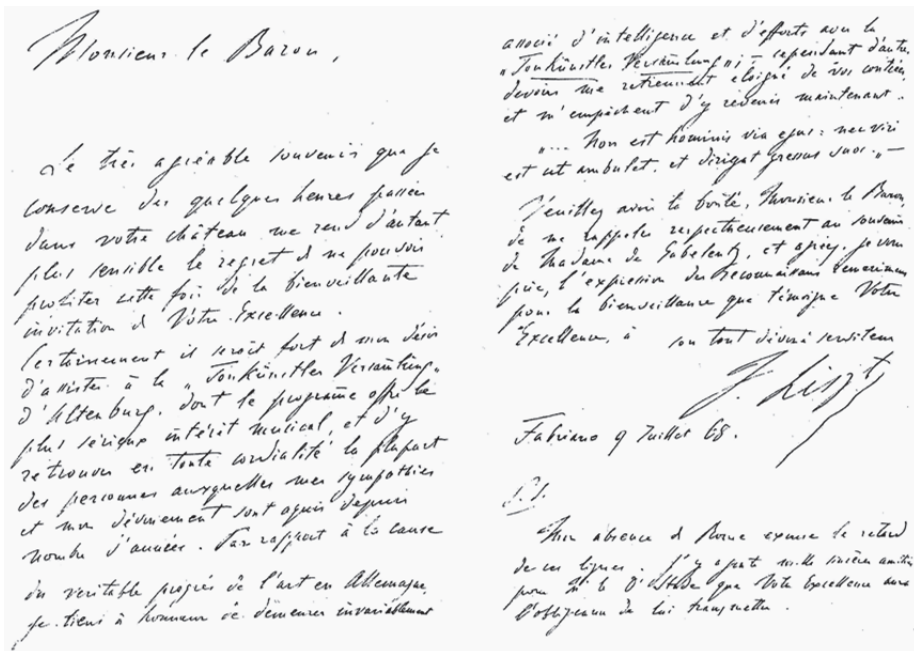 Monsieur le Baron,
Le très agréable souvenir que je
conserve des quelques heures passées
dans votre château me rend d'autant
plus sensible le regret de ne pouvoir
profiter cette fois de la bienveillante
invitation de Votre Excellence.
Certainement il serait fort de mon désir
d'assister à la „Tonkünstler Versamlung"
d'Altenburg, dont le programme offre le
plus sérieux intérêt musical, et d'y
retrouver en toute cordialité la plupart
des personnes auxquelles mes sympathies
et mon dévouement sont acquis depuis
nombre d'années. Par rapport à la cause
du véritable progrès de l'art en Allemagne,
je tiens à honneur de demeurer invariablement
associé d'intelligence et d'efforts avec la
„Tonkünstler Versamlung"; – cependant d'autres
devoirs me retiennent éloigné de vos contrées,
et m'empêchent d'y revenir maintenant.
„... Non est hominis via ejus: nec viri
est ut ambulet, et dirigat gressus suos." –
Veuillez avoir la bonté, Monsieur le Baron,
de me rappeler respectueusement au souvenir
de Madame de Gabelentz, et agréez, je vous
prie, l'expression des reconnaissans remerciemens
pour la bienveillance que témoigne Votre
Excellence, à son tout dévoué serviteur
F. Liszt
Fabriano 9 Juillet 68.
P.S.
Mon absence de Rome excuse le retard
de ces lignes. J'y ajoute mille sincères amitiés
pour Mr le que Votre Excellence aura
l'obligeance de lui transmettre.